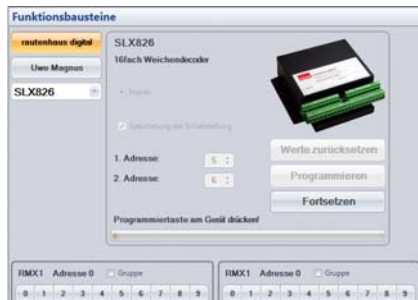 Funktionsbausteine
rautenhaus digital
Uwe Magnus
SLX826
SLX826
16fach Weichendecoder
Impuls
Speicherung der Schaltstellung
1. Adresse: 5
2. Adresse: 6
Werte zurücksetzen
Programmieren
Fortsetzen
Programmiertaste am Gerät drücken!
RMX1 Adresse 0 Gruppe
0 1 2 3 4 5 6 7 8 9
RMX1 Adresse 0 Gruppe
0 1 2 3 4 5 6 7 8 9